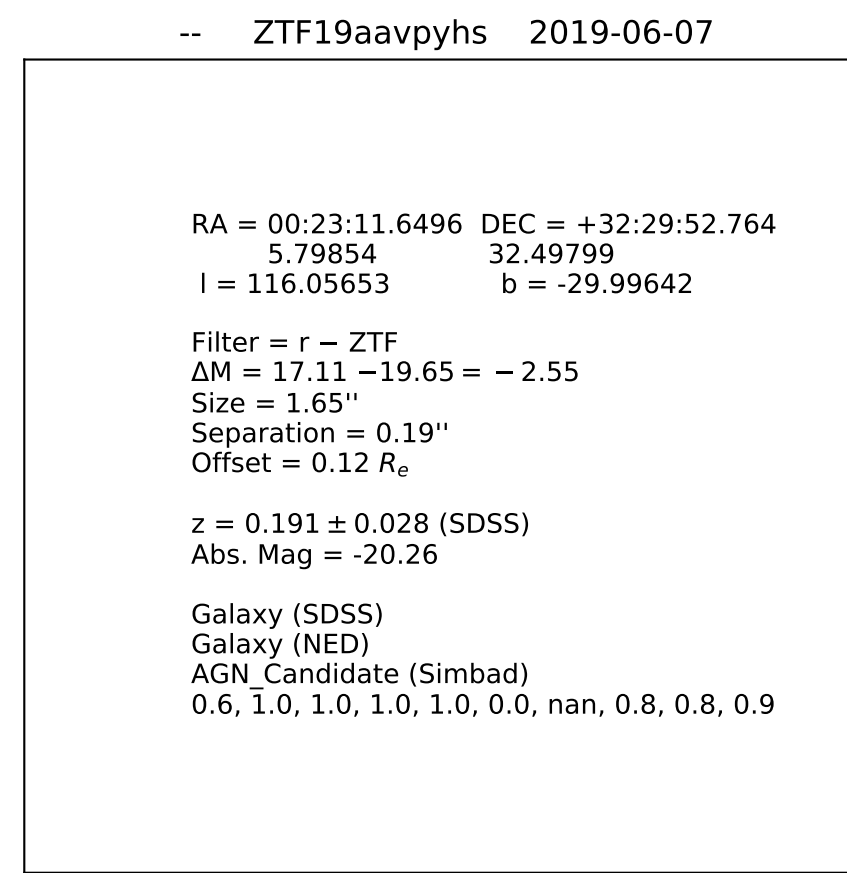 -- ZTF19aavpyhs 2019-06-07
RA = 00:23:11.6496 DEC = +32:29:52.764
5.79854 32.49799
l = 116.05653 b = -29.99642
Filter = r − ZTF
ΔM = 17.11 −19.65 = − 2.55
Size = 1.65''
Separation = 0.19''
Offset = 0.12 Re
z = 0.191 ± 0.028 (SDSS)
Abs. Mag = -20.26
Galaxy (SDSS)
Galaxy (NED)
AGN_Candidate (Simbad)
0.6, 1.0, 1.0, 1.0, 1.0, 0.0, nan, 0.8, 0.8, 0.9